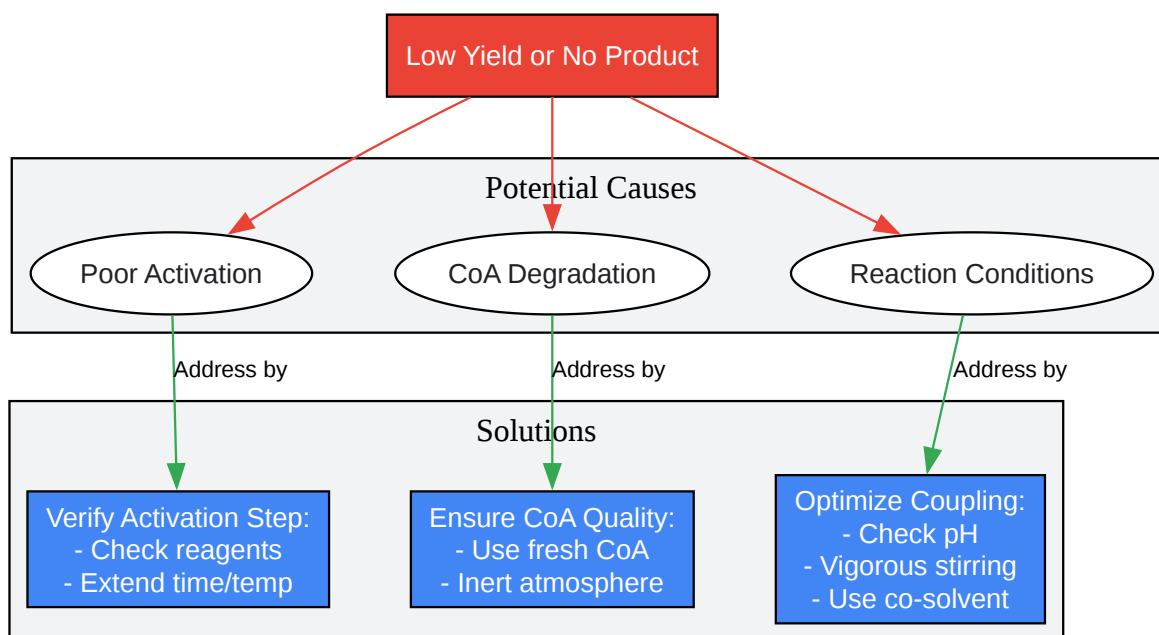 Low Yield or No Product
Potential Causes
Poor Activation
CoA Degradation
Reaction Conditions
Address by
Address by
Address by
Solutions
Verify Activation Step:
- Check reagents
- Extend time/temp
Ensure CoA Quality:
- Use fresh CoA
- Inert atmosphere
Optimize Coupling:
- Check pH
- Vigorous stirring
- Use co-solvent